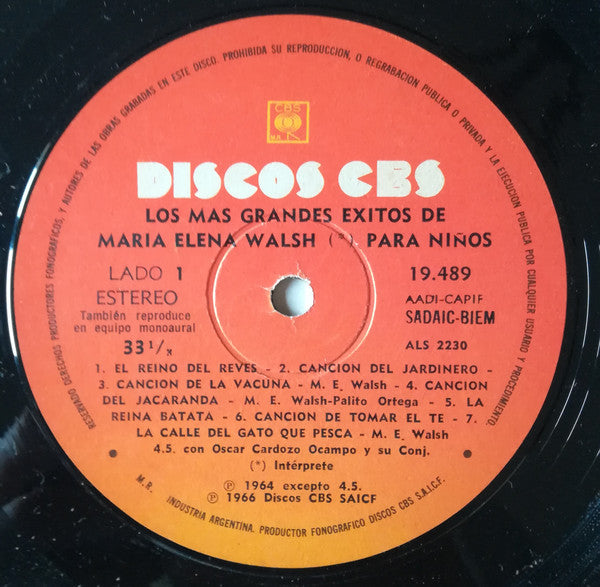 RESERVADO DERECHOS PRODUCTORES FONOGRAFICOS, Y AUTORES DE LAS OBRAS GRABADAS EN ESTE DISCO. PROHIBIDA SU REPRODUCCION, O REGRABACION PUBLICA O PRIVADA Y LA EJECUCION PUBLICA POR CUALQUIER USUARIO Y PROCEDIMIENTO.
CBS
M.R.
DISCOS CBS
LOS MAS GRANDES EXITOS DE
MARIA ELENA WALSH (*) PARA NIÑOS
LADO 1
ESTEREO
También reproduce
en equipo monoaural
33 1/x
19.489
AADI-CAPIF
SADAIC-BIEM
ALS 2230
1. EL REINO DEL REVES - 2. CANCION DEL JARDINERO -
3. CANCION DE LA VACUNA - M. E. Walsh - 4. CANCION
DEL JACARANDA - M. E. Walsh-Palito Ortega - 5. LA
REINA BATATA - 6. CANCION DE TOMAR EL TE - 7.
LA CALLE DEL GATO QUE PESCA - M. E. Walsh
4.5. con Oscar Cardozo Ocampo y su Conj.
(*) Intérprete
℗ 1964 excepto 4.5.
℗ 1966 Discos CBS SAICF
M.R. INDUSTRIA ARGENTINA. PRODUCTOR FONOGRAFICO DISCOS CBS S.A.I.C.F.